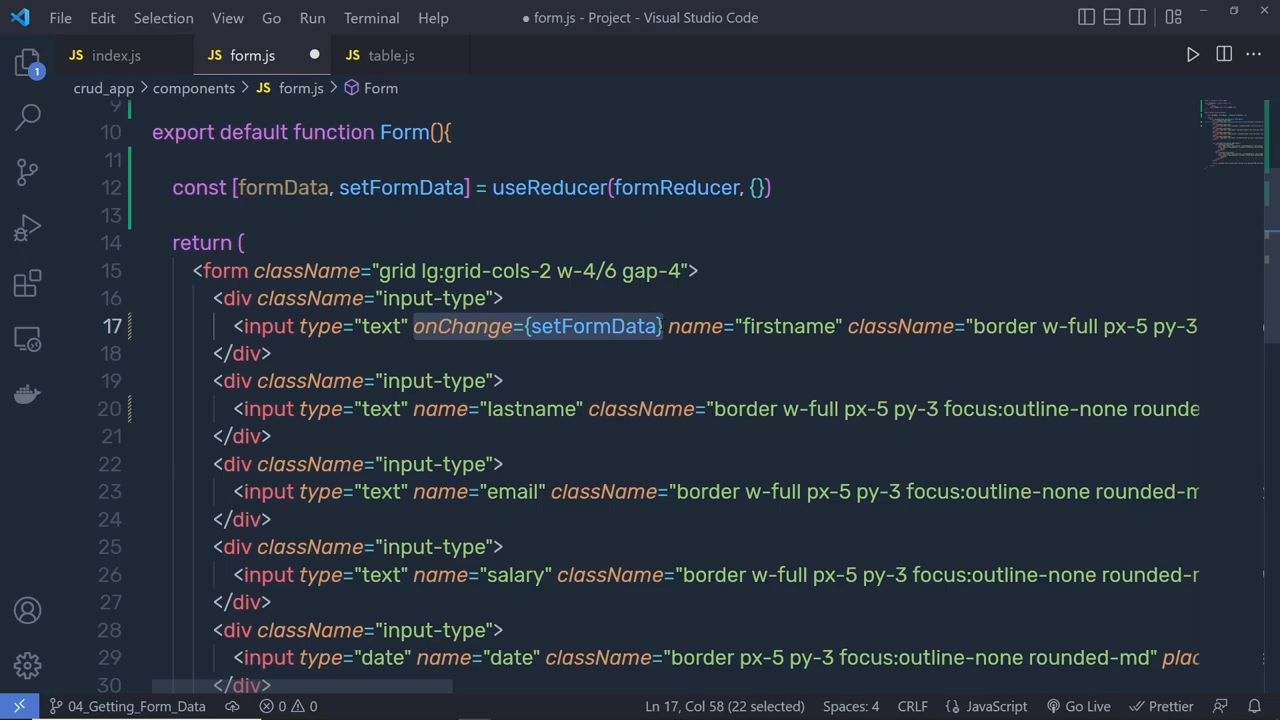 File Edit Selection View Go Run Terminal Help ● form.js - Project - Visual Studio Code
JS index.js JS form.js ● JS table.js
crud_app > components > JS form.js > Form
1
9
10 export default function Form(){
11
12 const [formData, setFormData] = useReducer(formReducer, {})
13
14 return (
15 <form className="grid lg:grid-cols-2 w-4/6 gap-4">
16 <div className="input-type">
17 <input type="text" onChange={setFormData} name="firstname" className="border w-full px-5 py-3
18 </div>
19 <div className="input-type">
20 <input type="text" name="lastname" className="border w-full px-5 py-3 focus:outline-none rounde
21 </div>
22 <div className="input-type">
23 <input type="text" name="email" className="border w-full px-5 py-3 focus:outline-none rounded-m
24 </div>
25 <div className="input-type">
26 <input type="text" name="salary" className="border w-full px-5 py-3 focus:outline-none rounded-r
27 </div>
28 <div className="input-type">
29 <input type="date" name="date" className="border px-5 py-3 focus:outline-none rounded-md" plac
30 </div>
04_Getting_Form_Data 0 0 Ln 17, Col 58 (22 selected) Spaces: 4 CRLF {} JavaScript Go Live Prettier